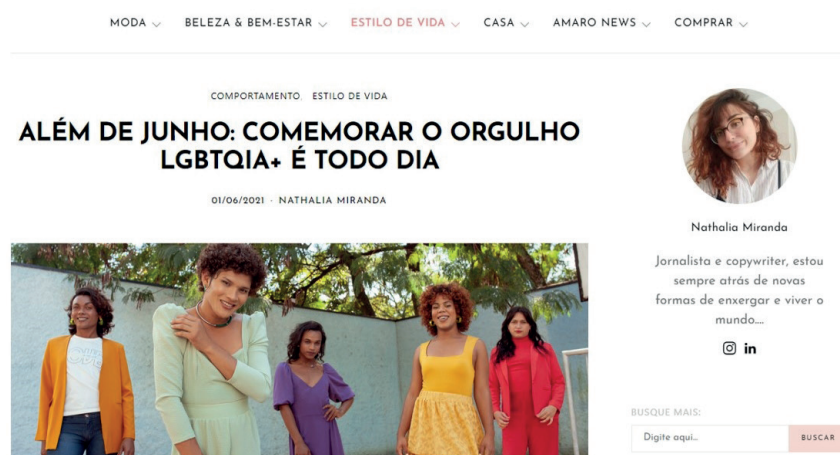 MODA
BELEZA & BEM-ESTAR
ESTILO DE VIDA
CASA
AMARO NEWS
COMPRAR
COMPORTAMENTO, ESTILO DE VIDA
ALÉM DE JUNHO: COMEMORAR O ORGULHO
LGBTQIA+ É TODO DIA
01/06/2021 · NATHALIA MIRANDA
Nathalia Miranda
Jornalista e copywriter, estou
sempre atrás de novas
formas de enxergar e viver o
mundo....
in
BUSQUE MAIS:
Digite aqui...
BUSCAR